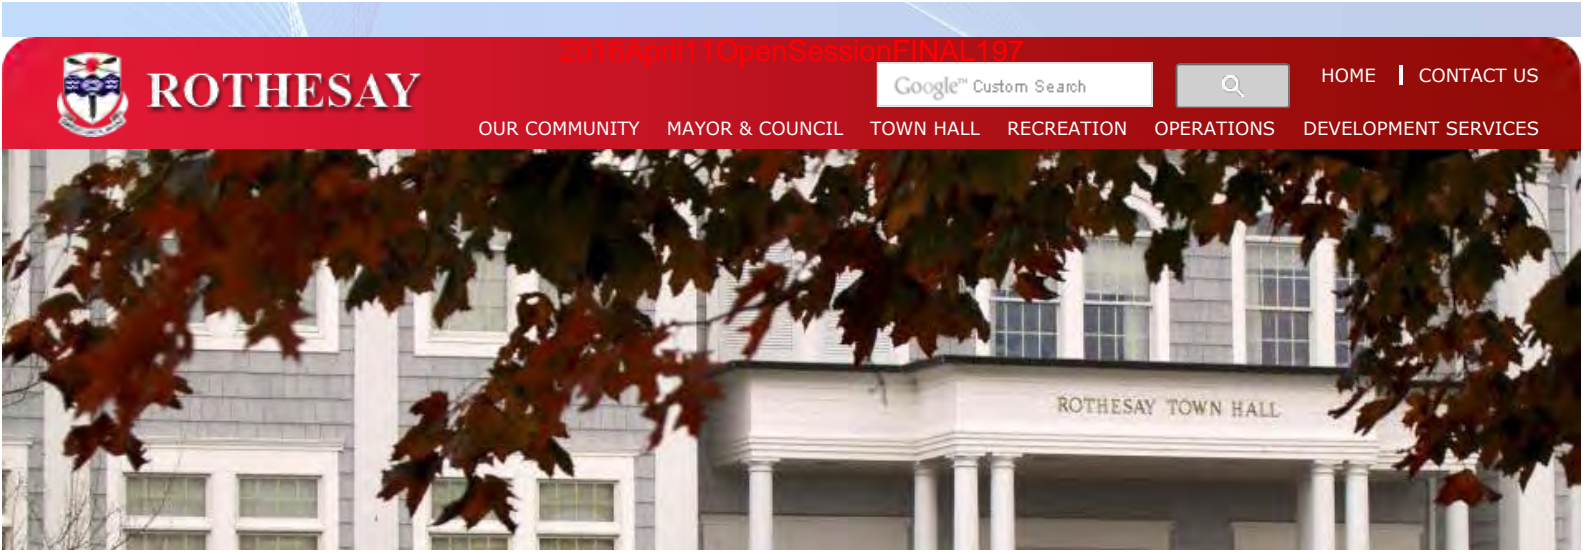 2016April11OpenSessionFINAL197
ROTHESAY
Google™ Custom Search
HOME
CONTACT US
OUR COMMUNITY
MAYOR & COUNCIL
TOWN HALL
RECREATION
OPERATIONS
DEVELOPMENT SERVICES
ROTHESAY TOWN HALL